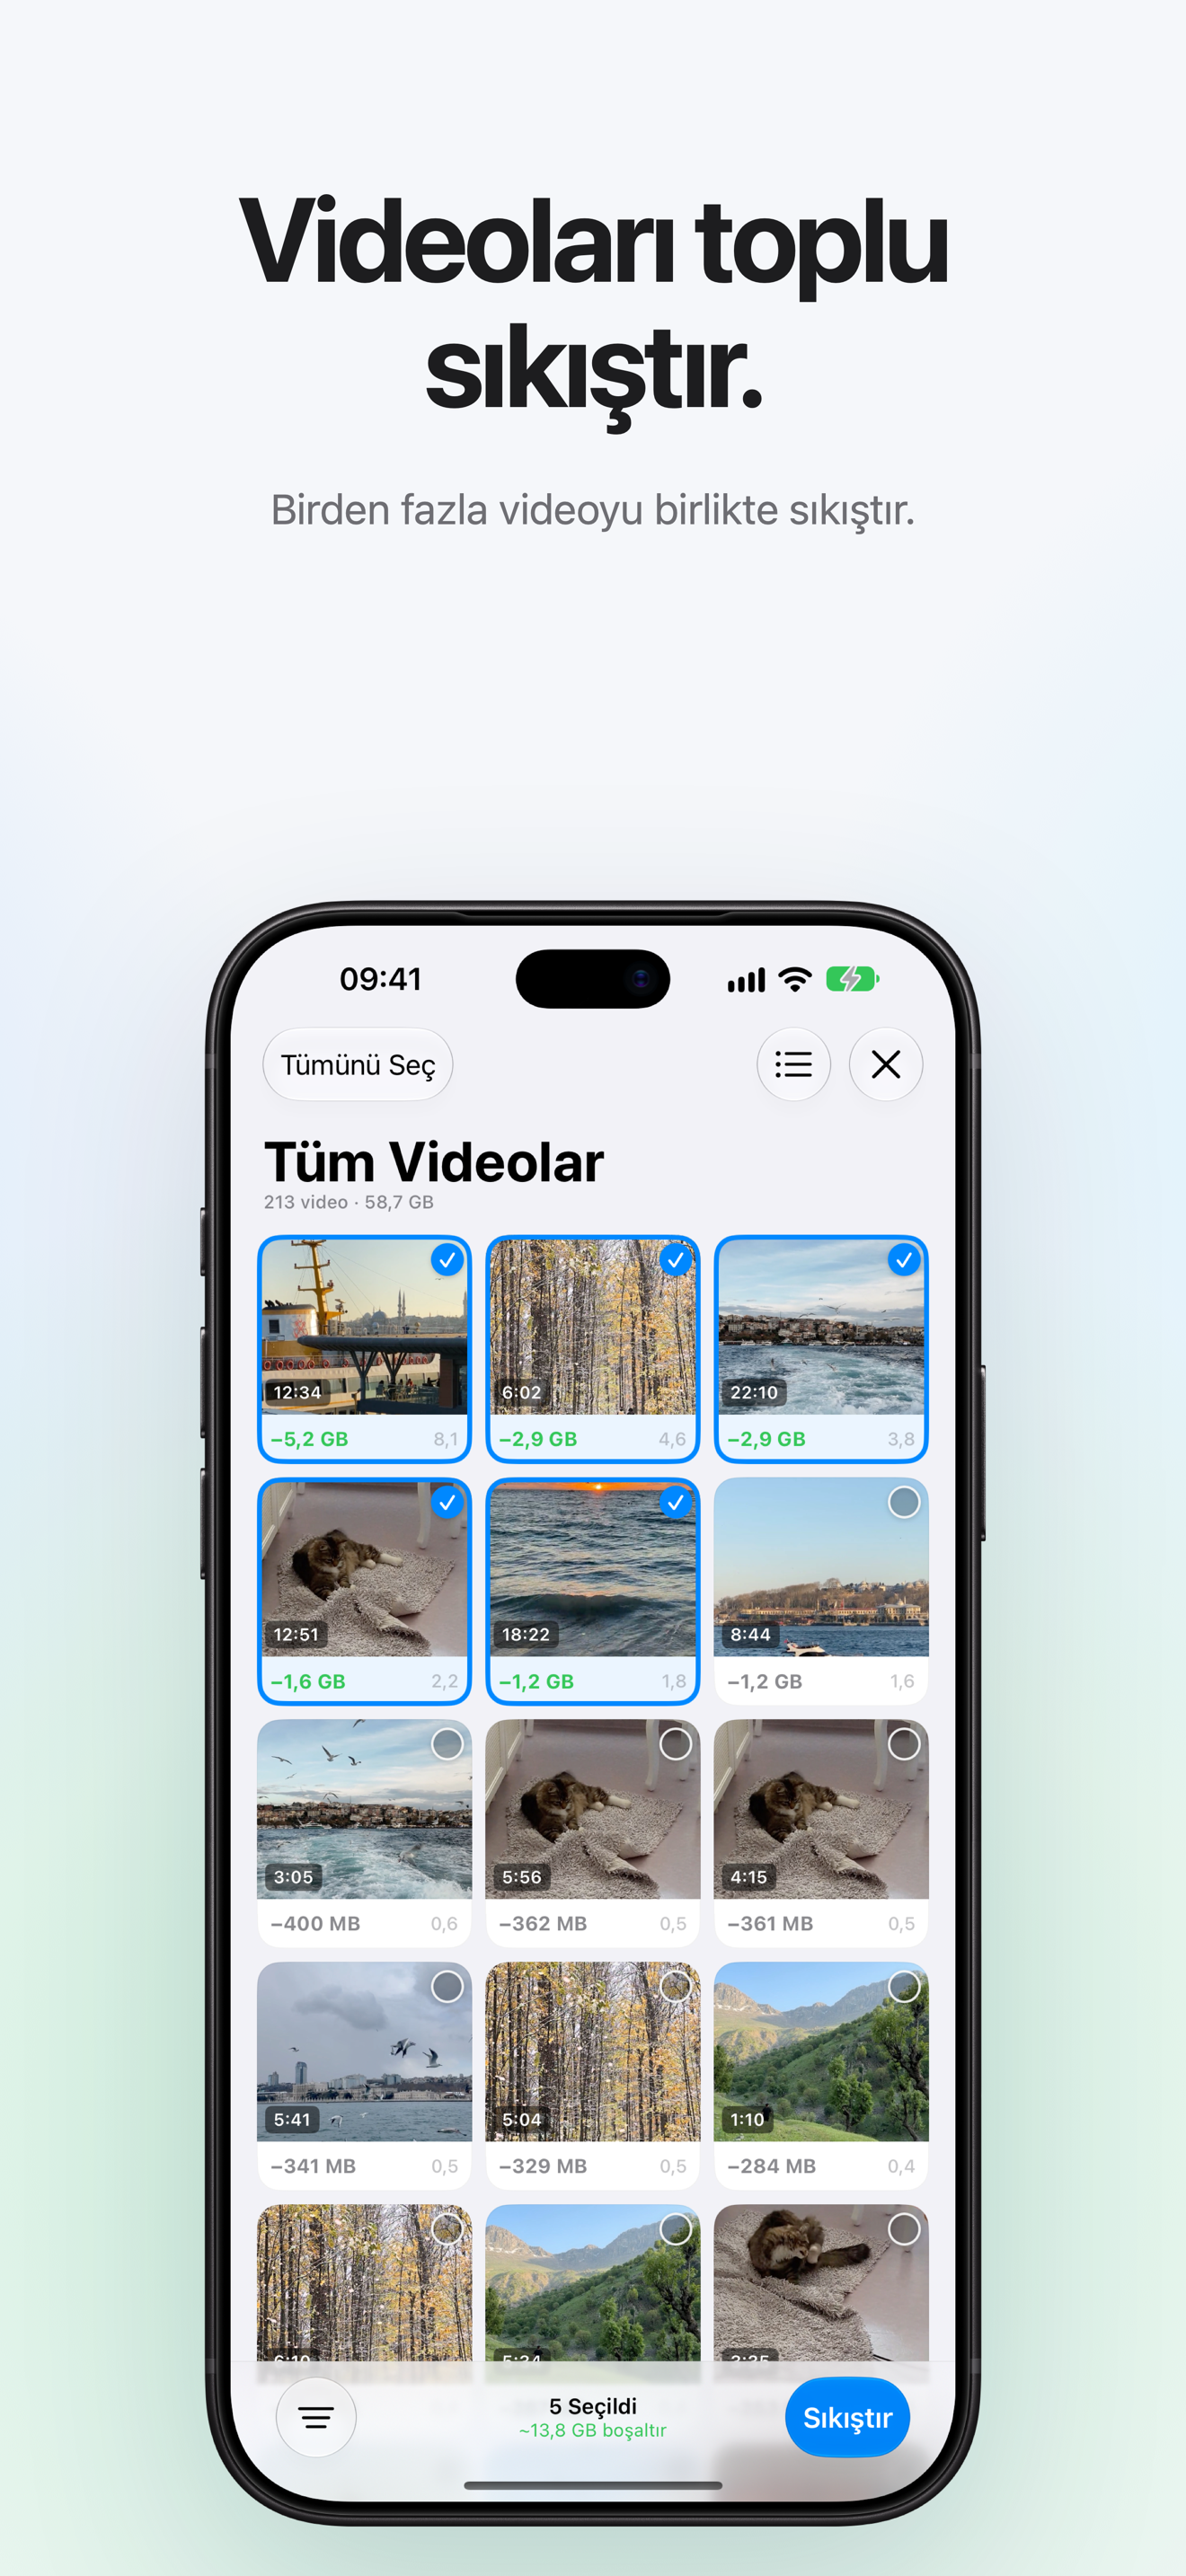 Videoları toplu
sıkıştır.
Birden fazla videoyu birlikte sıkıştır.
09:41
Tümünü Seç
Tüm Videolar
213 video · 58,7 GB
12:34
6:02
22:10
−5,2 GB 8,1
−2,9 GB 4,6
−2,9 GB 3,8
12:51
18:22
8:44
−1,6 GB 2,2
−1,2 GB 1,8
−1,2 GB 1,6
3:05
5:56
4:15
−400 MB 0,6
−362 MB 0,5
−361 MB 0,5
5:41
5:04
1:10
−341 MB 0,5
−329 MB 0,5
−284 MB 0,4
5 Seçildi
~13,8 GB boşaltır
Sıkıştır